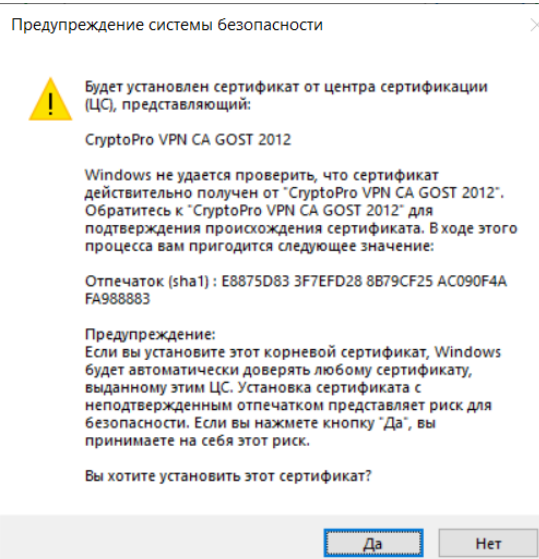 Предупреждение системы безопасности
Будет установлен сертификат от центра сертификации
(ЦС), представляющий:
CryptoPro VPN CA GOST 2012
Windows не удается проверить, что сертификат
действительно получен от "CryptoPro VPN CA GOST 2012".
Обратитесь к "CryptoPro VPN CA GOST 2012" для
подтверждения происхождения сертификата. В ходе этого
процесса вам пригодится следующее значение:
Отпечаток (sha1) : E8875D83 3F7EFD28 8B79CF25 AC090F4A
FA988883
Предупреждение:
Если вы установите этот корневой сертификат, Windows
будет автоматически доверять любому сертификату,
выданному этим ЦС. Установка сертификата с
неподтвержденным отпечатком представляет риск для
безопасности. Если вы нажмете кнопку "Да", вы
принимаете на себя этот риск.
Вы хотите установить этот сертификат?
Да
Нет